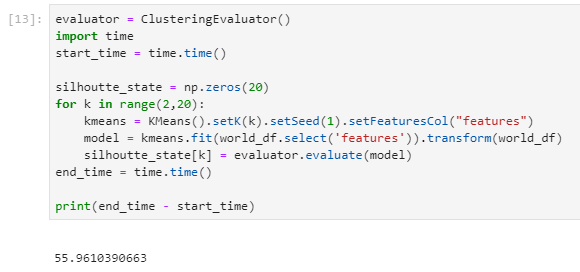 [13]: evaluator = ClusteringEvaluator()
import time
start_time = time.time()
silhoutte_state = np.zeros(20)
for k in range(2,20):
kmeans = KMeans().setK(k).setSeed(1).setFeaturesCol("features")
model = kmeans.fit(world_df.select('features')).transform(world_df)
silhoutte_state[k] = evaluator.evaluate(model)
end_time = time.time()
print(end_time - start_time)
55.9610390663